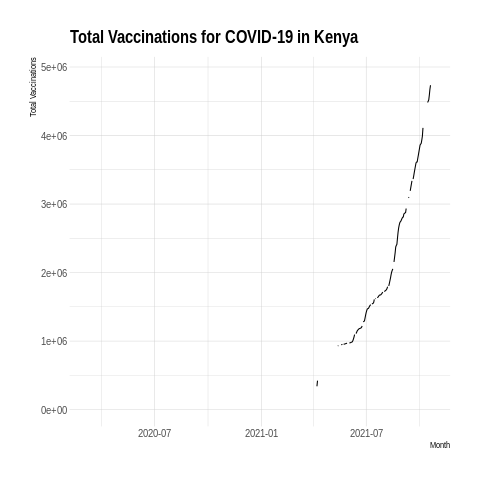 Total Vaccinations for COVID-19 in Kenya
Total Vaccinations
5e+06
4e+06
3e+06
2e+06
1e+06
0e+00
2020-07
2021-01
2021-07
Month